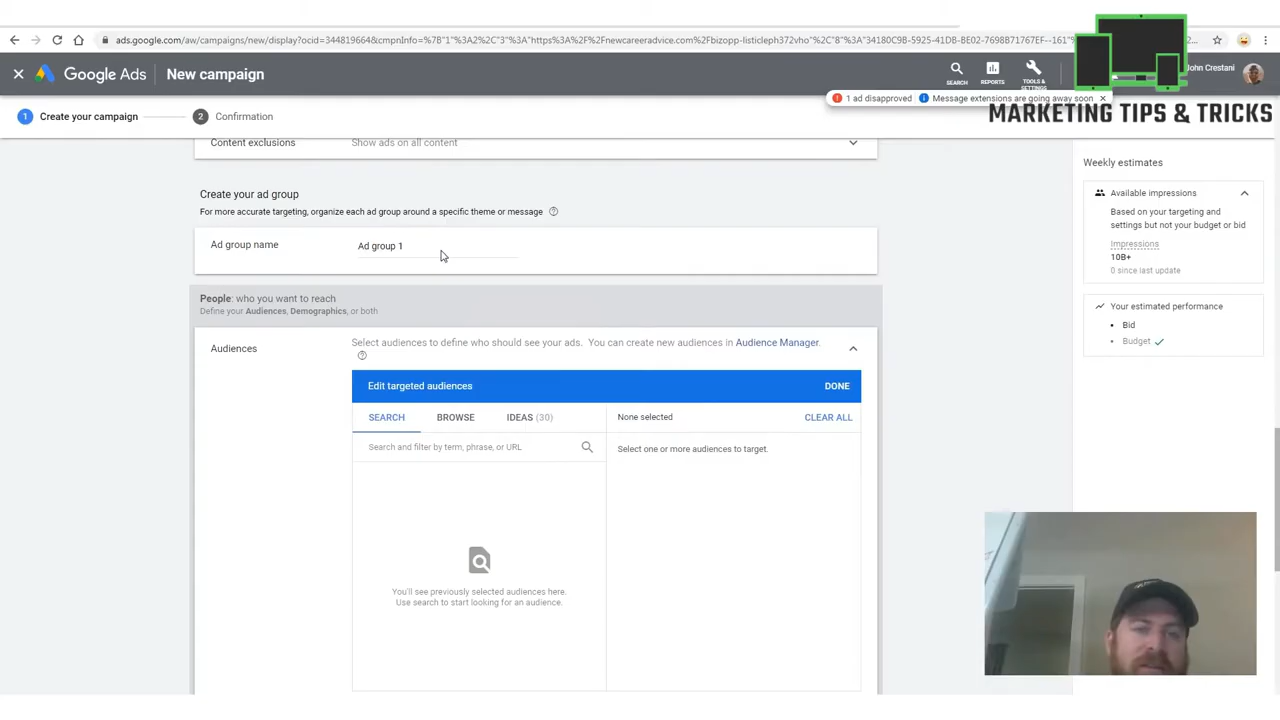 ads.google.com/aw/campaigns/new/display?ocid=344819664&cmpnInfo=%7B"1"%3A2%2C"3"%3A"https%3A%2F%2Fnewcareeradvice.com%2Fbizopp-listicleph372vho"%2C"8"%3A"34180C9B-5925-41DB-BE02-7698B71767EF--161"%...
Google Ads
New campaign
SEARCH
REPORTS
TOOLS &
SETTINGS
John Crestani
1 ad disapproved
Message extensions are going away soon
MARKETING TIPS & TRICKS
1 Create your campaign
2 Confirmation
Content exclusions
Show ads on all content
Create your ad group
For more accurate targeting, organize each ad group around a specific theme or message
Ad group name
Ad group 1
People: who you want to reach
Define your Audiences, Demographics, or both
Audiences
Select audiences to define who should see your ads. You can create new audiences in Audience Manager.
Edit targeted audiences
DONE
SEARCH
BROWSE
IDEAS (30)
None selected
CLEAR ALL
Search and filter by term, phrase, or URL
Select one or more audiences to target.
You'll see previously selected audiences here.
Use search to start looking for an audience.
Weekly estimates
Available impressions
Based on your targeting and
settings but not your budget or bid
Impressions
10B+
0 since last update
Your estimated performance
• Bid
• Budget